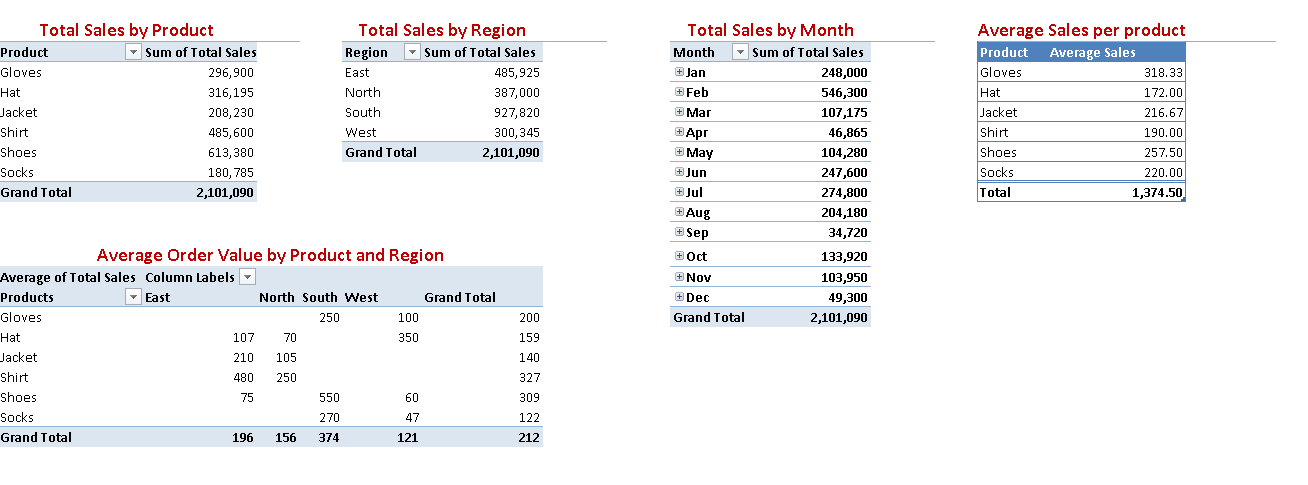 Total Sales by Product
Product Sum of Total Sales
Gloves 296,900
Hat 316,195
Jacket 208,230
Shirt 485,600
Shoes 613,380
Socks 180,785
Grand Total 2,101,090
Total Sales by Region
Region Sum of Total Sales
East 485,925
North 387,000
South 927,820
West 300,345
Grand Total 2,101,090
Total Sales by Month
Month Sum of Total Sales
Jan 248,000
Feb 546,300
Mar 107,175
Apr 46,865
May 104,280
Jun 247,600
Jul 274,800
Aug 204,180
Sep 34,720
Oct 133,920
Nov 103,950
Dec 49,300
Grand Total 2,101,090
Average Sales per product
Product Average Sales
Gloves 318.33
Hat 172.00
Jacket 216.67
Shirt 190.00
Shoes 257.50
Socks 220.00
Total 1,374.50
Average Order Value by Product and Region
Average of Total Sales Column Labels
Products East North South West Grand Total
Gloves 250 100 200
Hat 107 70 350 159
Jacket 210 105 140
Shirt 480 250 327
Shoes 75 550 60 309
Socks 270 47 122
Grand Total 196 156 374 121 212